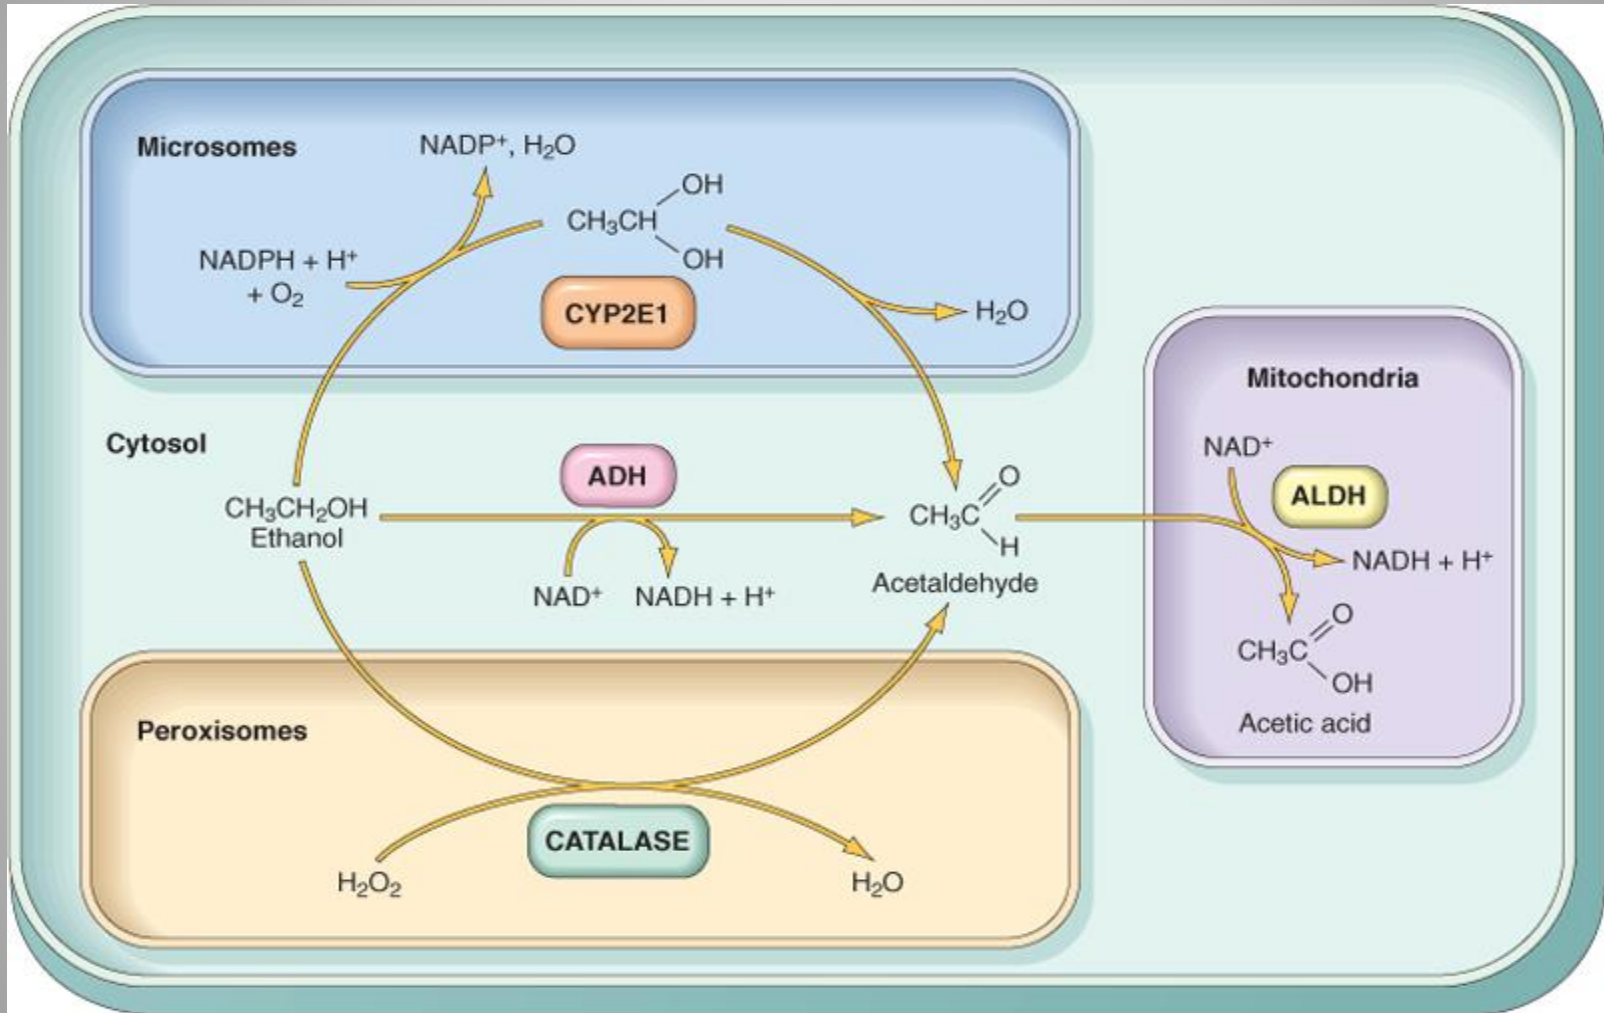 Microsomes
NADP⁺, H₂O
OH
CH₃CH
OH
NADPH + H⁺
+ O₂
CYP2E1
H₂O
Mitochondria
Cytosol
NAD⁺
ADH
ALDH
CH₃CH₂OH
Ethanol
O
CH₃C
H
Acetaldehyde
NAD⁺
NADH + H⁺
NADH + H⁺
O
CH₃C
OH
Acetic acid
Peroxisomes
CATALASE
H₂O₂
H₂O